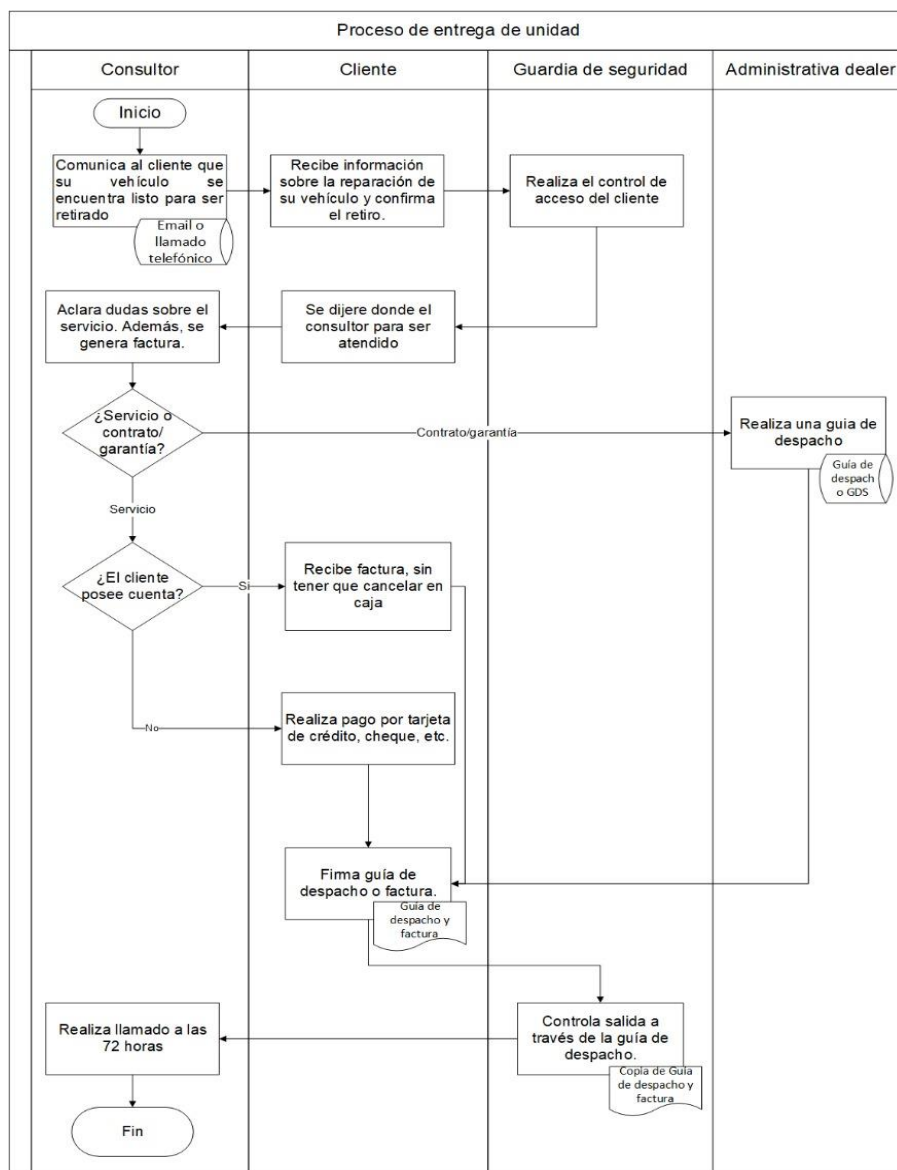 Proceso de entrega de unidad
Consultor
Cliente
Guardia de seguridad
Administrativa dealer
Inicio
Comunica al cliente que
su vehículo se
encuentra listo para ser
retirado
Email o
llamado
telefónico
Recibe información
sobre la reparación de
su vehículo y confirma
el retiro.
Realiza el control de
acceso del cliente
Aclara dudas sobre el
servicio. Además, se
genera factura.
Se dijere donde el
consultor para ser
atendido
¿Servicio o
contrato/
garantía?
Contrato/garantía
Realiza una guia de
despacho
Guía de
despach
o GDS
Servicio
¿El cliente
posee cuenta?
Si
Recibe factura, sin
tener que cancelar en
caja
No
Realiza pago por tarjeta
de crédito, cheque, etc.
Firma guía de
despacho o factura.
Guía de
despacho y
factura
Realiza llamado a las
72 horas
Controla salida a
través de la guía de
despacho.
Copia de Guía
de despacho y
factura
Fin